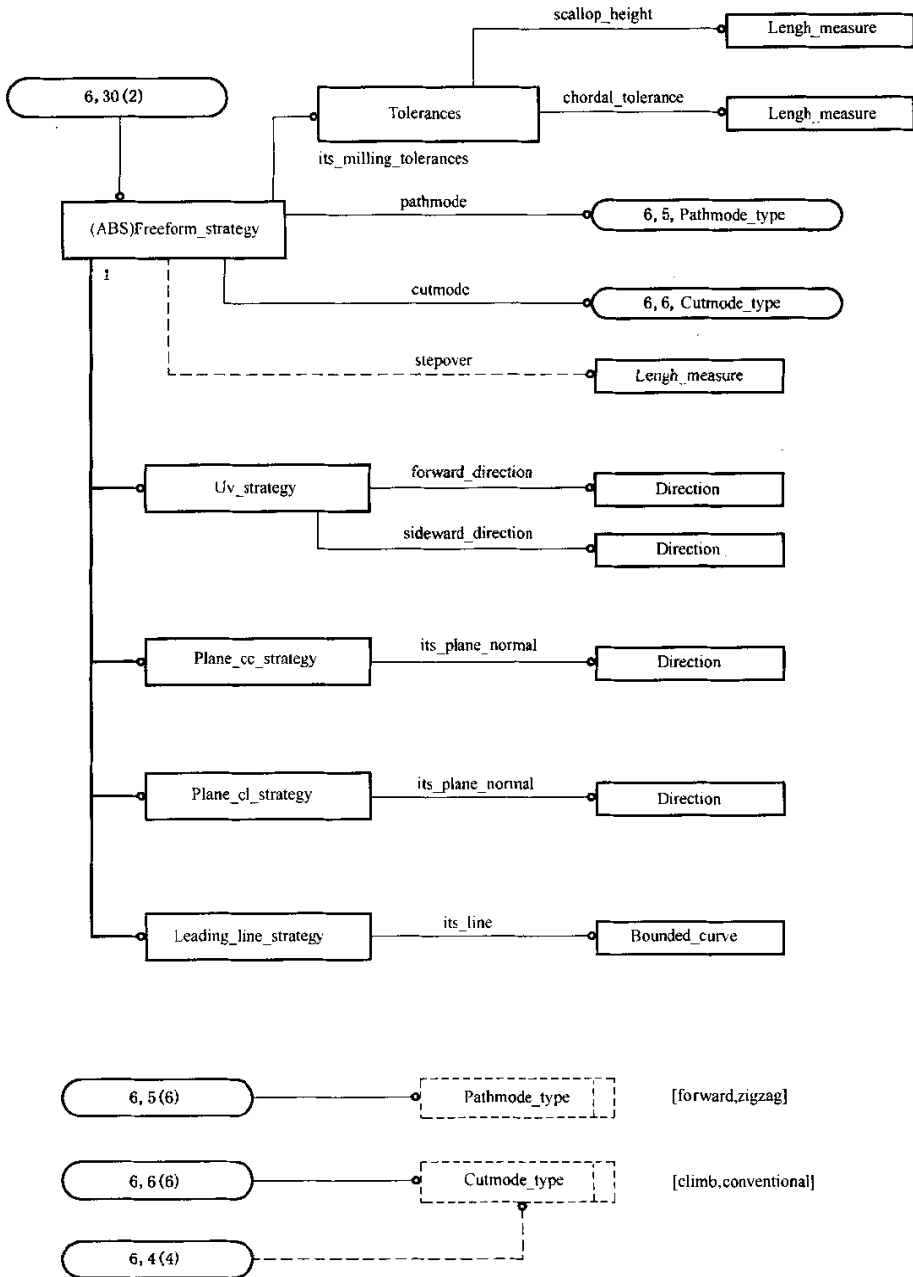 scallop_height
Lengh_measure
6, 30(2)
Tolerances
chordal_tolerance
Lengh_measure
its_milling_tolerances
pathmode
(ABS)Freeform_strategy
6, 5, Pathmode_type
1
cutmode
6, 6, Cutmode_type
stepover
Lengh_measure
Uv_strategy
forward_direction
Direction
sideward_direction
Direction
Plane_cc_strategy
its_plane_normal
Direction
Plane_cl_strategy
its_plane_normal
Direction
Leading_line_strategy
its_line
Bounded_curve
6, 5(6)
Pathmode_type
[forward,zigzag]
6, 6(6)
Cutmode_type
[climb,conventional]
6, 4(4)